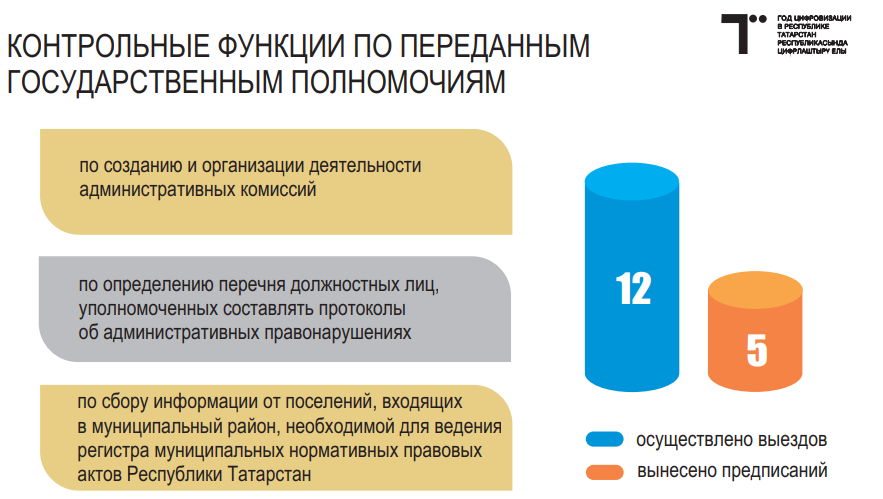 ГОД ЦИФРОВИЗАЦИИ
В РЕСПУБЛИКЕ
ТАТАРСТАН
РЕСПУБЛИКАСЫНДА
ЦИФРЛАШТЫРУ ЕЛЫ
КОНТРОЛЬНЫЕ ФУНКЦИИ ПО ПЕРЕДАННЫМ
ГОСУДАРСТВЕННЫМ ПОЛНОМОЧИЯМ
по созданию и организации деятельности
административных комиссий
по определению перечня должностных лиц,
уполномоченных составлять протоколы
об административных правонарушениях
по сбору информации от поселений, входящих
в муниципальный район, необходимой для ведения
регистра муниципальных нормативных правовых
актов Республики Татарстан
12
5
осуществлено выездов
вынесено предписаний